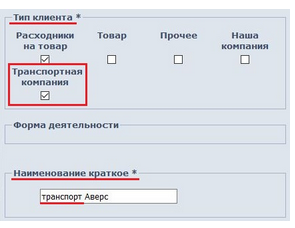 Тип клиента *
Расходники на товар
Товар
Прочее
Наша компания
Транспортная компания
Форма деятельности
Наименование краткое *
транспорт Аверс